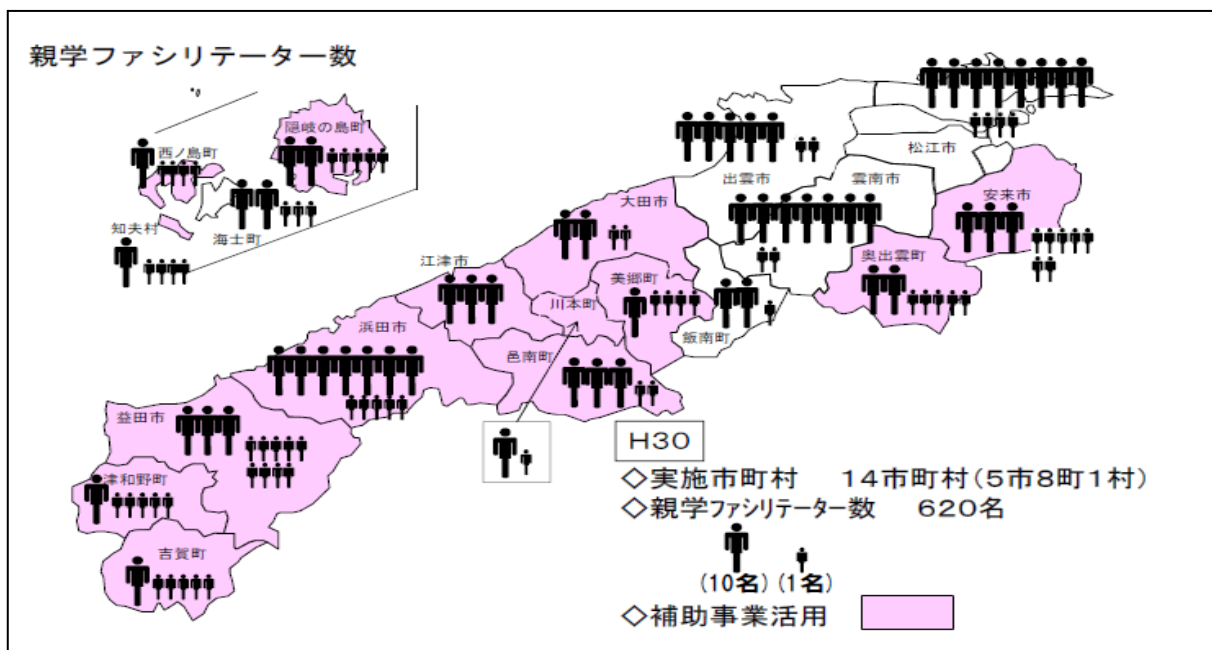 親学ファシリテーター数
隠岐の島町
西ノ島町
知夫村
海士町
松江市
出雲市
雲南市
安来市
大田市
奥出雲町
江津市
美郷町
川本町
飯南町
浜田市
邑南町
益田市
津和野町
吉賀町
H30
◇実施市町村 14市町村(5市8町1村)
◇親学ファシリテーター数 620名
(10名) (1名)
◇補助事業活用